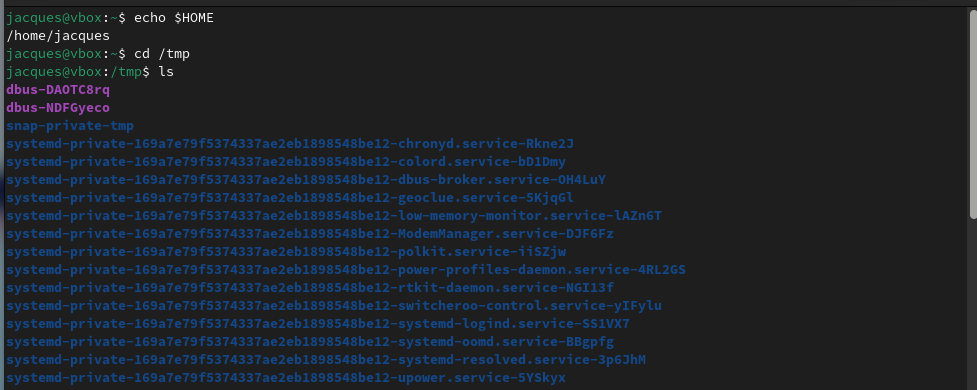 jacques@vbox:~$ echo $HOME
/home/jacques
jacques@vbox:~$ cd /tmp
jacques@vbox:/tmp$ ls
dbus-DAOTC8rq
dbus-NDFGyeco
snap-private-tmp
systemd-private-169a7e79f5374337ae2eb1898548be12-chronyd.service-Rkne2J
systemd-private-169a7e79f5374337ae2eb1898548be12-colord.service-bD1Dmy
systemd-private-169a7e79f5374337ae2eb1898548be12-dbus-broker.service-OH4LuY
systemd-private-169a7e79f5374337ae2eb1898548be12-geoclue.service-5KjqGl
systemd-private-169a7e79f5374337ae2eb1898548be12-low-memory-monitor.service-lAZn6T
systemd-private-169a7e79f5374337ae2eb1898548be12-ModemManager.service-DJF6Fz
systemd-private-169a7e79f5374337ae2eb1898548be12-polkit.service-iiSZjw
systemd-private-169a7e79f5374337ae2eb1898548be12-power-profiles-daemon.service-4RL2GS
systemd-private-169a7e79f5374337ae2eb1898548be12-rtkit-daemon.service-NGI13f
systemd-private-169a7e79f5374337ae2eb1898548be12-switcheroo-control.service-yIFylu
systemd-private-169a7e79f5374337ae2eb1898548be12-systemd-logind.service-SS1VX7
systemd-private-169a7e79f5374337ae2eb1898548be12-systemd-oomd.service-BBgpfg
systemd-private-169a7e79f5374337ae2eb1898548be12-systemd-resolved.service-3p6JhM
systemd-private-169a7e79f5374337ae2eb1898548be12-upower.service-5YSkyx